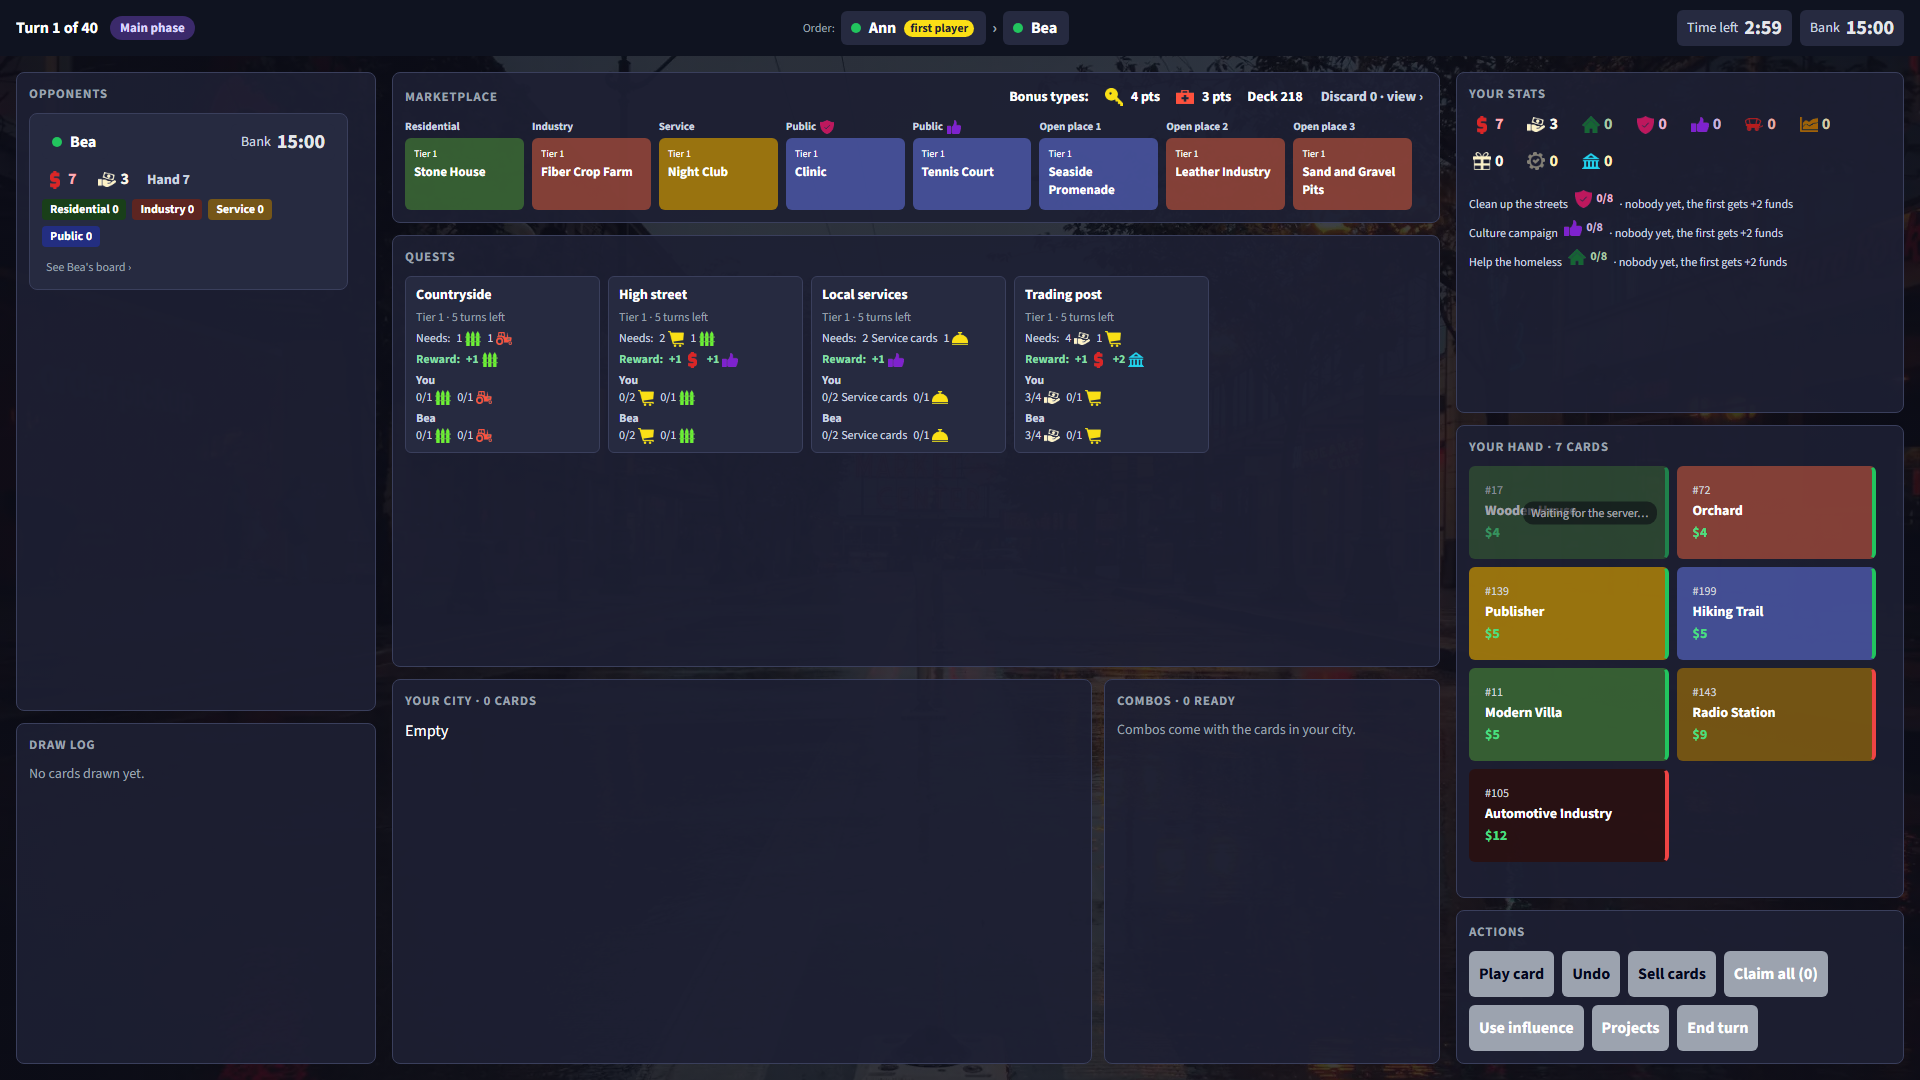 Turn 1 of 40 Main phase
Order: Ann first player › Bea
Time left 2:59 Bank 15:00
OPPONENTS
Bea Bank 15:00
7 3 Hand 7
Residential 0 Industry 0 Service 0
Public 0
See Bea's board ›
DRAW LOG
No cards drawn yet.
MARKETPLACE
Bonus types: 4 pts 3 pts Deck 218 Discard 0 · view ›
Residential Industry Service Public Public Open place 1 Open place 2 Open place 3
Tier 1 Tier 1 Tier 1 Tier 1 Tier 1 Tier 1 Tier 1 Tier 1
Stone House Fiber Crop Farm Night Club Clinic Tennis Court Seaside Leather Industry Sand and Gravel
Promenade Pits
QUESTS
Countryside
Tier 1 · 5 turns left
Needs: 1 1
Reward: +1
You
0/1 0/1
Bea
0/1 0/1
High street
Tier 1 · 5 turns left
Needs: 2 1
Reward: +1 +1
You
0/2 0/1
Bea
0/2 0/1
Local services
Tier 1 · 5 turns left
Needs: 2 Service cards 1
Reward: +1
You
0/2 Service cards 0/1
Bea
0/2 Service cards 0/1
Trading post
Tier 1 · 5 turns left
Needs: 4 1
Reward: +1 +2
You
3/4 0/1
Bea
3/4 0/1
YOUR CITY · 0 CARDS
Empty
COMBOS · 0 READY
Combos come with the cards in your city.
YOUR STATS
7 3 0 0 0 0 0
0 0 0
Clean up the streets 0/8 · nobody yet, the first gets +2 funds
Culture campaign 0/8 · nobody yet, the first gets +2 funds
Help the homeless 0/8 · nobody yet, the first gets +2 funds
YOUR HAND · 7 CARDS
#17
Waiting for the server…
$4
#72
Orchard
$4
#139
Publisher
$5
#199
Hiking Trail
$5
#11
Modern Villa
$5
#143
Radio Station
$9
#105
Automotive Industry
$12
ACTIONS
Play card Undo Sell cards Claim all (0)
Use influence Projects End turn